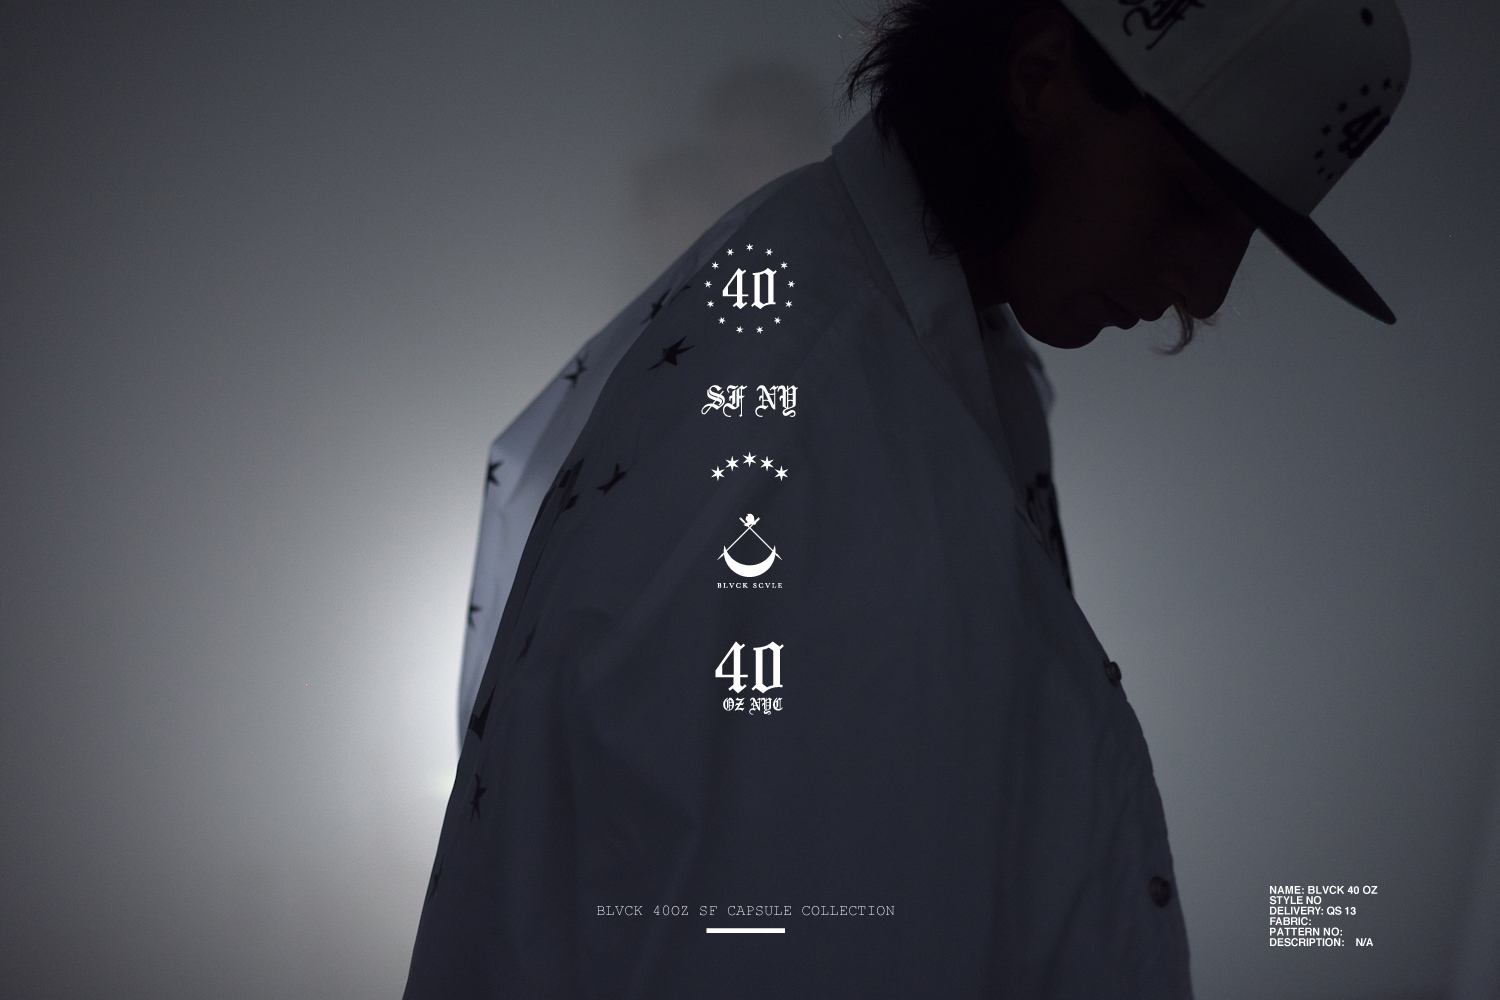 40
SF NY
BLVCK SCVLE
40
OZ NYC
BLVCK 40OZ SF CAPSULE COLLECTION
NAME: BLVCK 40 OZ
STYLE NO
DELIVERY: QS 13
FABRIC:
PATTERN NO:
DESCRIPTION: N/A
40